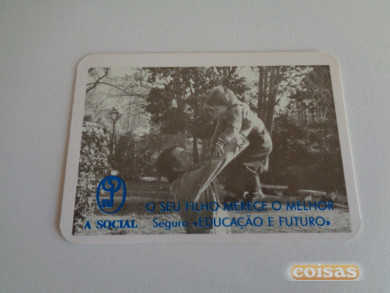 O SEU FILHO MERECE O MELHOR
A SOCIAL Seguro «EDUCAÇÃO E FUTURO»
coisas